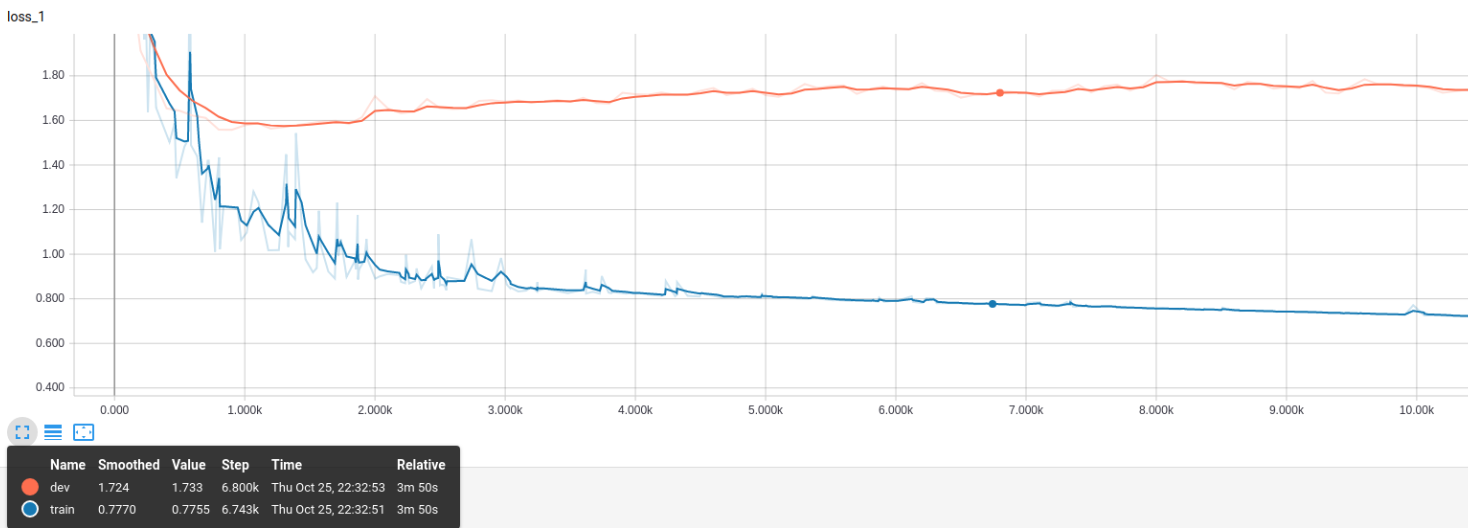 loss_1
1.80
1.60
1.40
1.20
1.00
0.800
0.600
0.400
0.000 1.000k 2.000k 3.000k 4.000k 5.000k 6.000k 7.000k 8.000k 9.000k 10.00k
Name Smoothed Value Step Time Relative
dev 1.724 1.733 6.800k Thu Oct 25, 22:32:53 3m 50s
train 0.7770 0.7755 6.743k Thu Oct 25, 22:32:51 3m 50s